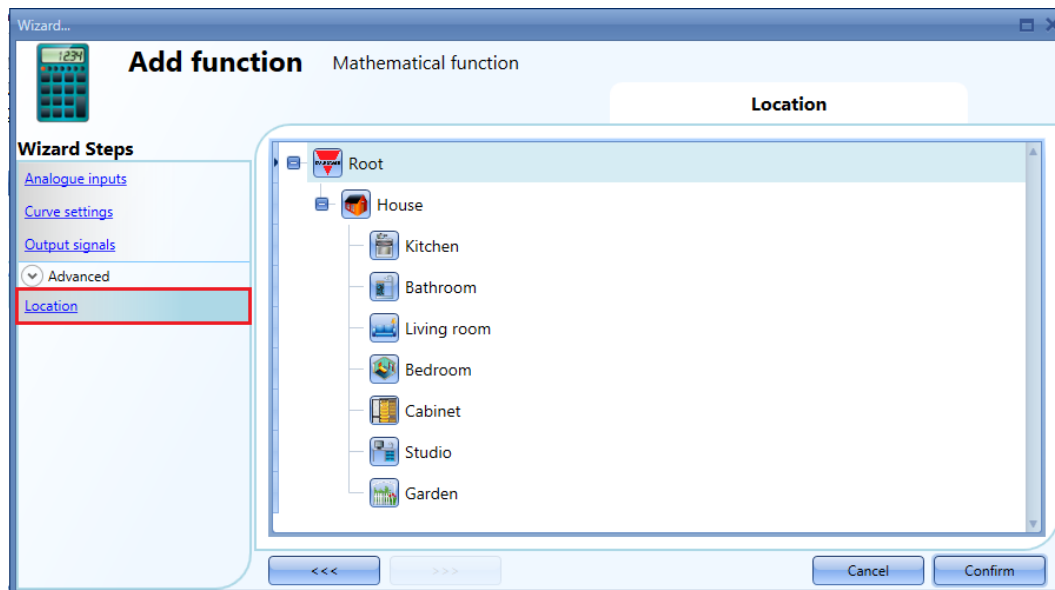 Wizard...
1234
Add function
Mathematical function
Location
Wizard Steps
Analogue inputs
Curve settings
Output signals
Advanced
Location
Root
House
Kitchen
Bathroom
Living room
Bedroom
Cabinet
Studio
Garden
<<<
>>>
Cancel
Confirm